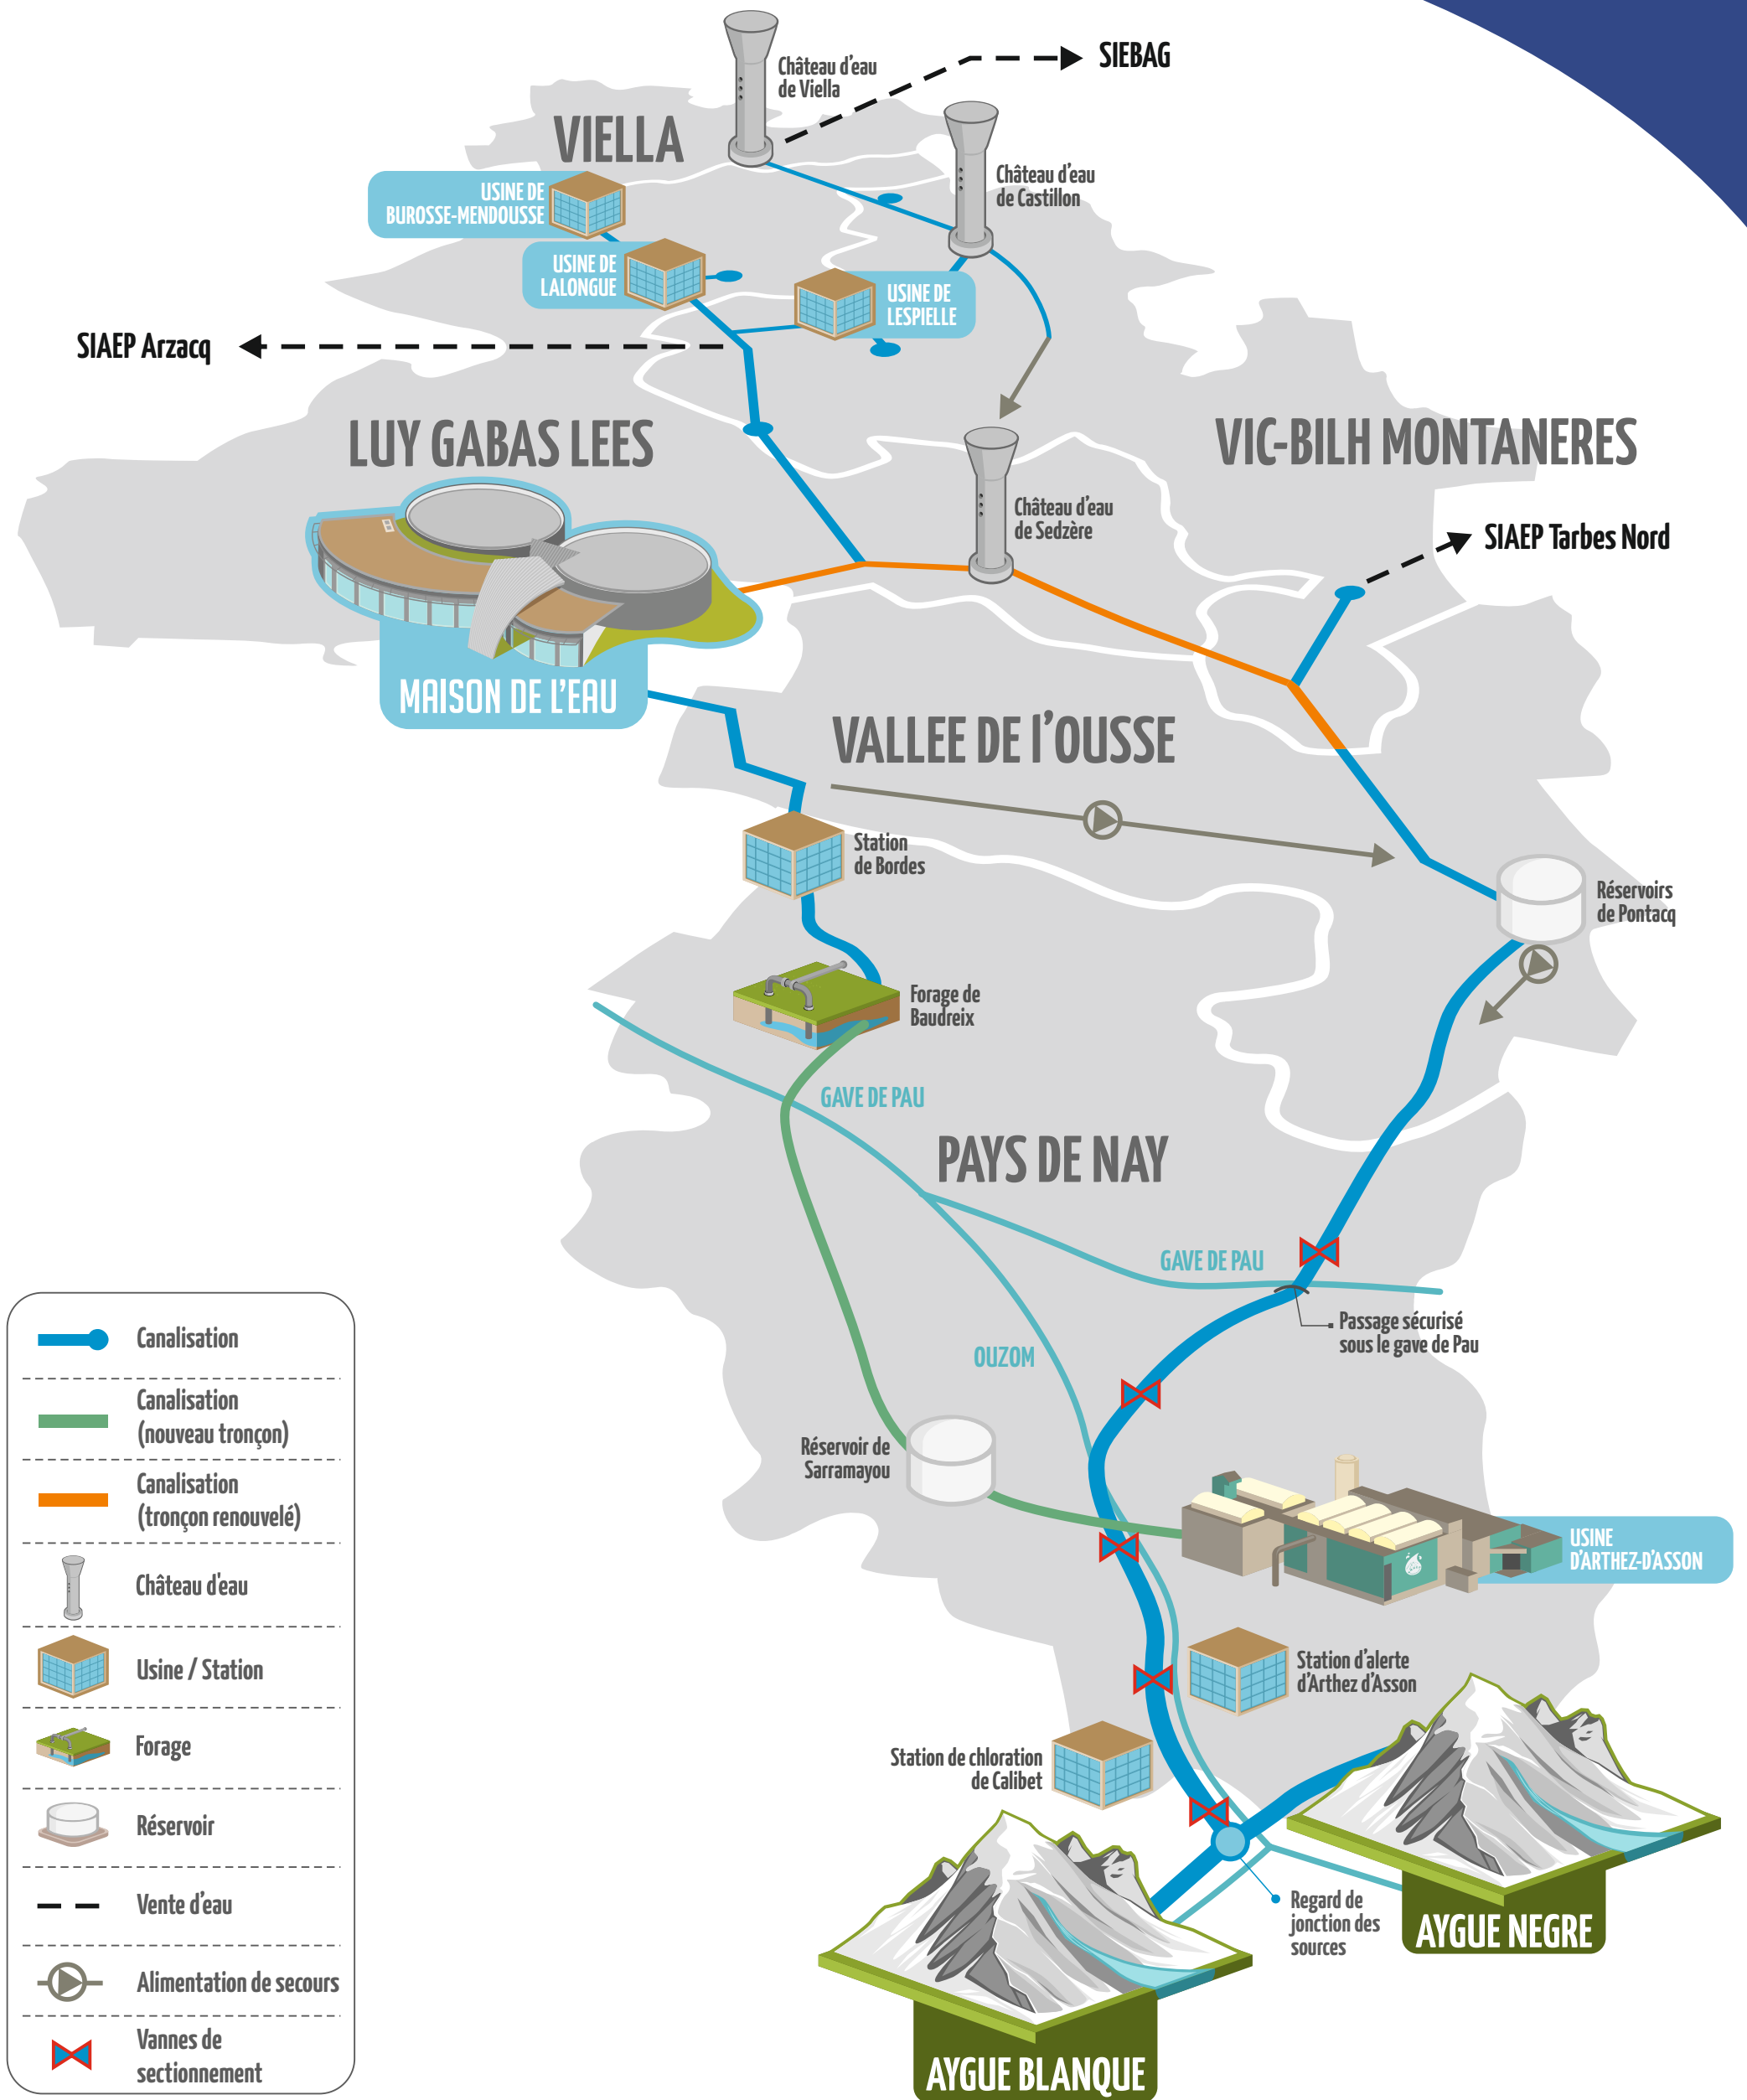 SIEBAG
Château d'eau
de Viella
VIELLA
Château d'eau
de Castillon
USINE DE
BUROSSE-MENDOUSSE
USINE DE
LALONGUE
USINE DE
LESPIELLE
SIAEP Arzacq
LUY GABAS LEES
VIC-BILH MONTANERES
Château d'eau
de Sedzère
SIAEP Tarbes Nord
MAISON DE L'EAU
VALLEE DE l'OUSSE
Station
de Bordes
Réservoirs
de Pontacq
Forage de
Baudreix
GAVE DE PAU
PAYS DE NAY
GAVE DE PAU
Passage sécurisé
sous le gave de Pau
OUZOM
Réservoir de
Sarramayou
USINE
D'ARTHEZ-D'ASSON
Station d'alerte
d'Arthez d'Asson
Station de chloration
de Calibet
Regard de
jonction des
sources
AYGUE NEGRE
AYGUE BLANQUE
Canalisation
Canalisation
(nouveau tronçon)
Canalisation
(tronçon renouvelé)
Château d'eau
Usine / Station
Forage
Réservoir
Vente d'eau
Alimentation de secours
Vannes de
sectionnement